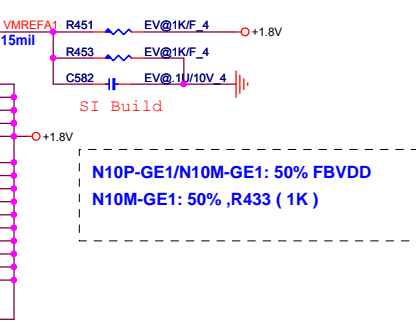 VMREFA1 R451 EV@1K/F_4 +1.8V
15mil
R453 EV@1K/F_4
C582 EV@.1U/10V_4
SI Build
+1.8V
N10P-GE1/N10M-GE1: 50% FBVDD
N10M-GE1: 50% ,R433 ( 1K )